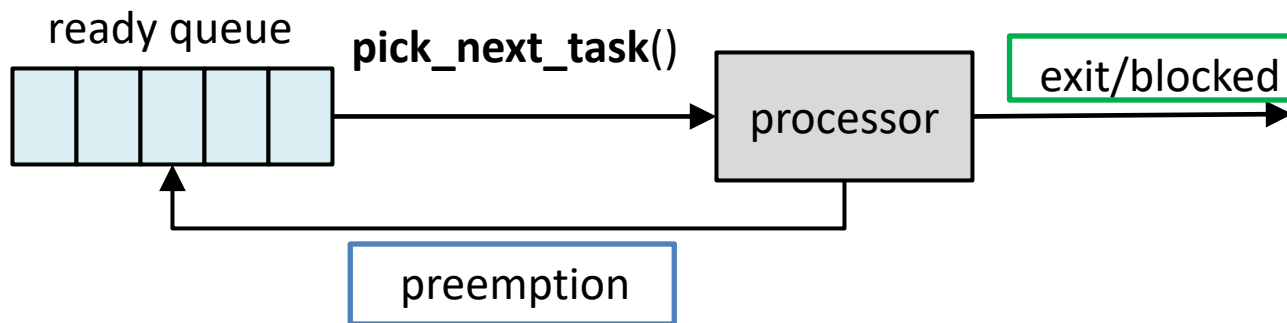 ready queue
pick_next_task()
processor
exit/blocked
preemption